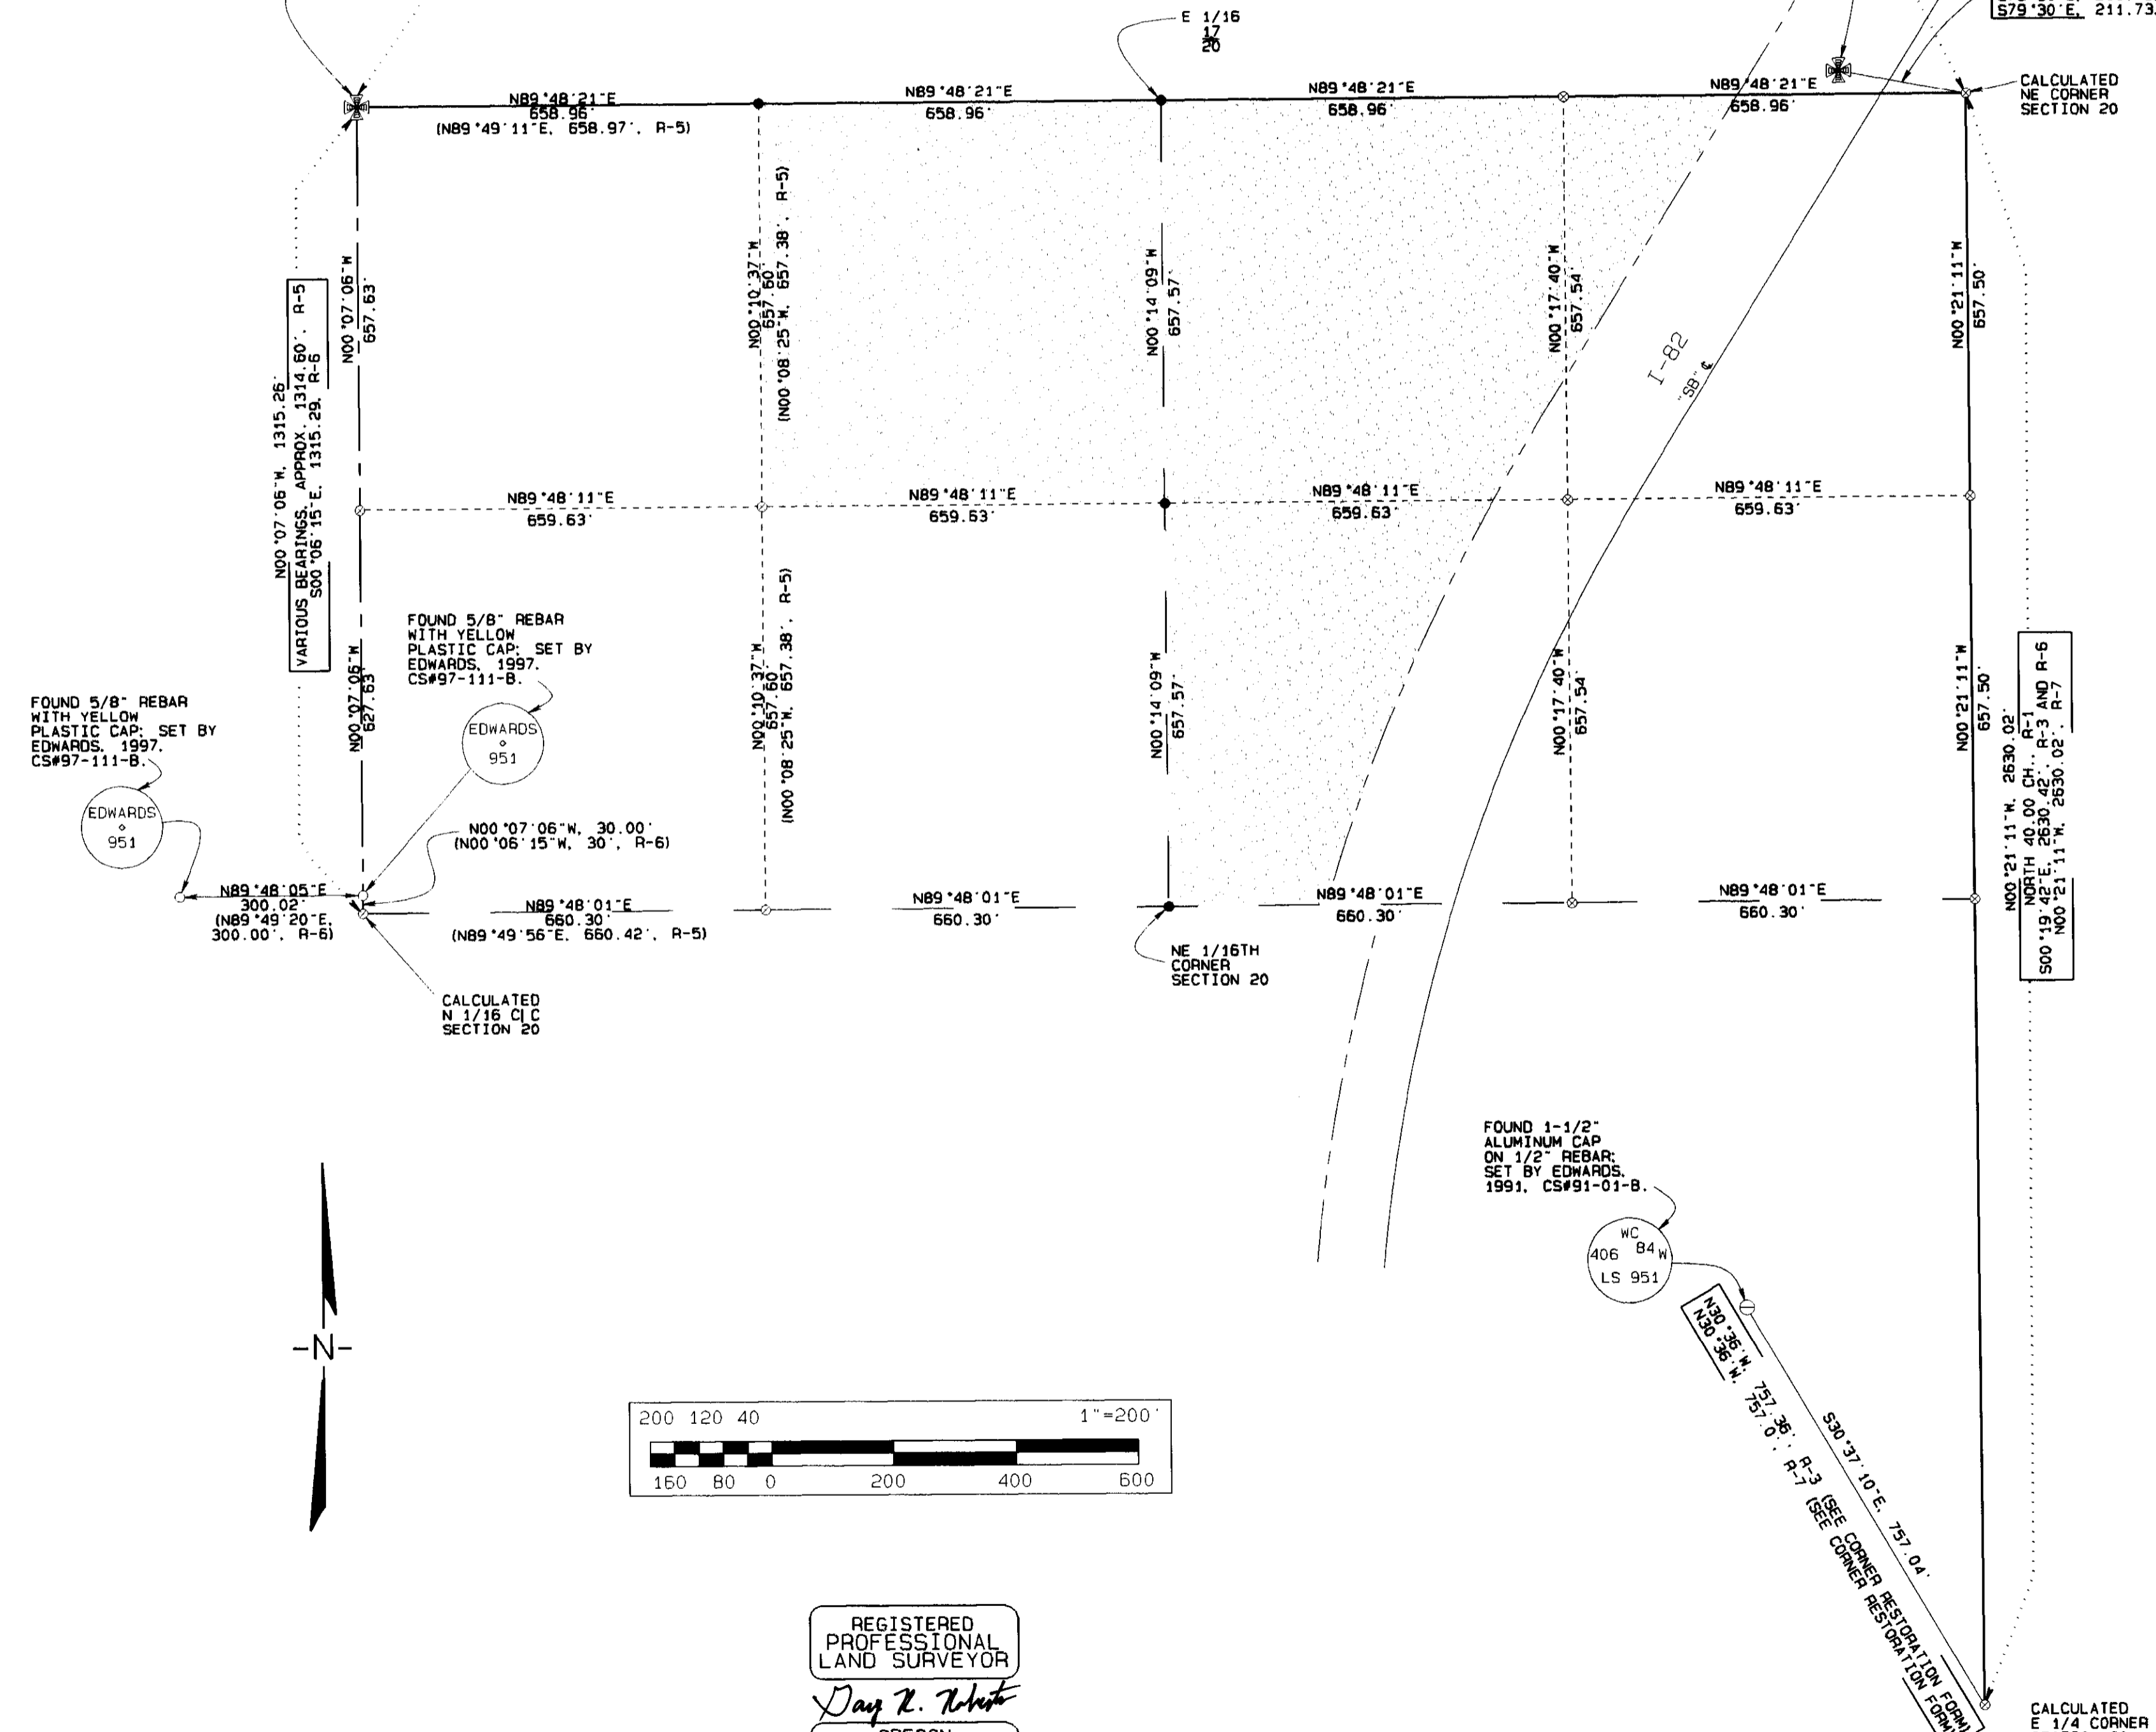 E 1/16
17
20
S79°30'E, 211.73
CALCULATED
NE CORNER
SECTION 20
N89°48'21"E
658.96'
(N89°49'11"E, 658.97', R-5)
N89°48'21"E
658.96'
N89°48'21"E
658.96'
N89°48'21"E
658.96'
N00°07'06"W, 1315.26'
VARIOUS BEARINGS, APPROX. 1314.60', R-5
S00°06'15"E, 1315.29, R-6
N00°07'06"W
657.63'
N00°10'37"W
657.60'
(N00°08'25"W, 657.38', R-5)
N00°14'09"W
657.57'
N00°17'40"W
657.54'
I-82
"SB" ℄
N00°21'11"W
657.50'
N89°48'11"E
659.63'
N89°48'11"E
659.63'
N89°48'11"E
659.63'
N89°48'11"E
659.63'
FOUND 5/8" REBAR
WITH YELLOW
PLASTIC CAP; SET BY
EDWARDS, 1997.
CS#97-111-B.
EDWARDS
951
FOUND 5/8" REBAR
WITH YELLOW
PLASTIC CAP; SET BY
EDWARDS, 1997.
CS#97-111-B.
EDWARDS
951
N00°07'06"W
627.63'
N00°10'37"W
657.60'
(N00°08'25"W, 657.38', R-5)
N00°14'09"W
657.57'
N00°17'40"W
657.54'
N00°21'11"W
657.50'
N00°21'11"W, 2630.02'
NORTH 40.00 CH., R-1
S00°19'42"E, 2630.42', R-3 AND R-6
N00°21'11"W, 2630.02', R-7
N00°07'06"W, 30.00'
(N00°06'15"W, 30', R-6)
N89°48'05"E
300.02'
(N89°49'20"E,
300.00', R-6)
N89°48'01"E
660.30'
(N89°49'56"E, 660.42', R-5)
N89°48'01"E
660.30'
N89°48'01"E
660.30'
N89°48'01"E
660.30'
NE 1/16TH
CORNER
SECTION 20
CALCULATED
N 1/16 C|C
SECTION 20
FOUND 1-1/2"
ALUMINUM CAP
ON 1/2" REBAR;
SET BY EDWARDS,
1991, CS#91-01-B.
WC
406 84 W
LS 951
N30°36'W, 757.36', R-3 (SEE CORNER RESTORATION FORM)
N30°36'W, 757.0', R-7 (SEE CORNER RESTORATION FORM)
S30°37'10"E, 757.04'
-N-
200 120 40 1"=200'
160 80 0 200 400 600
REGISTERED
PROFESSIONAL
LAND SURVEYOR
OREGON
CALCULATED
E 1/4 CORNER